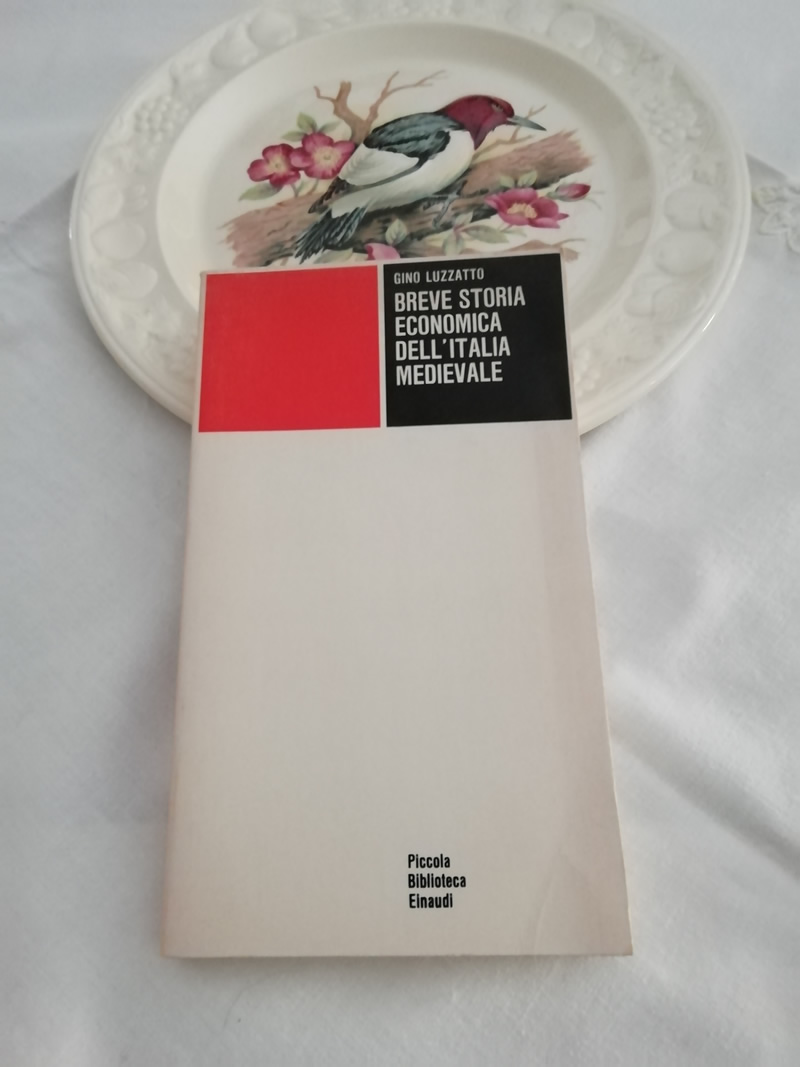 GINO LUZZATTO
BREVE STORIA
ECONOMICA
DELL'ITALIA
MEDIEVALE
Piccola
Biblioteca
Einaudi